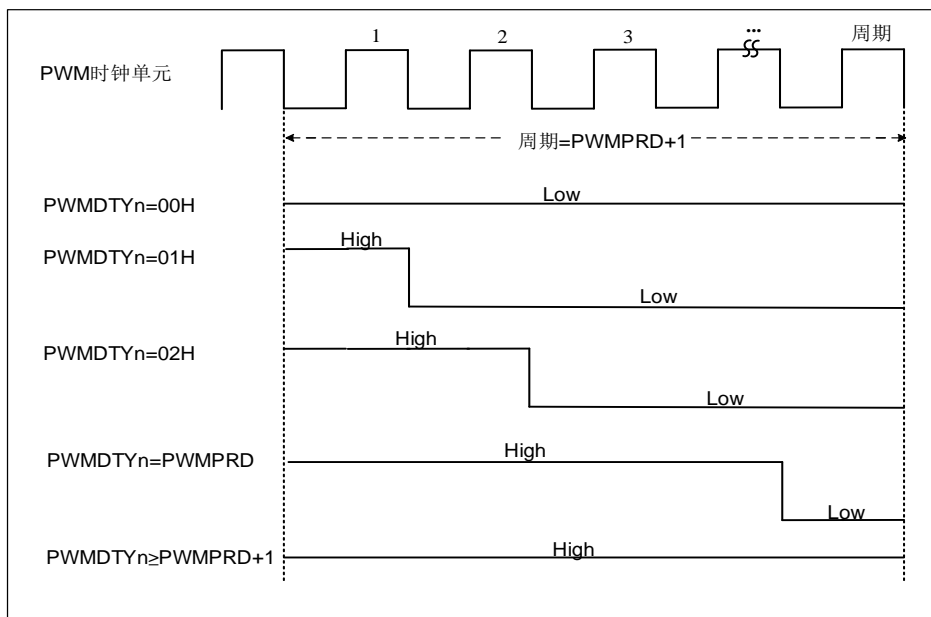 1 2 3 ... 周期
PWM时钟单元
周期=PWMPRD+1
PWMDTYn=00H Low
PWMDTYn=01H High Low
PWMDTYn=02H High Low
PWMDTYn=PWMPRD High Low
PWMDTYn≥PWMPRD+1 High